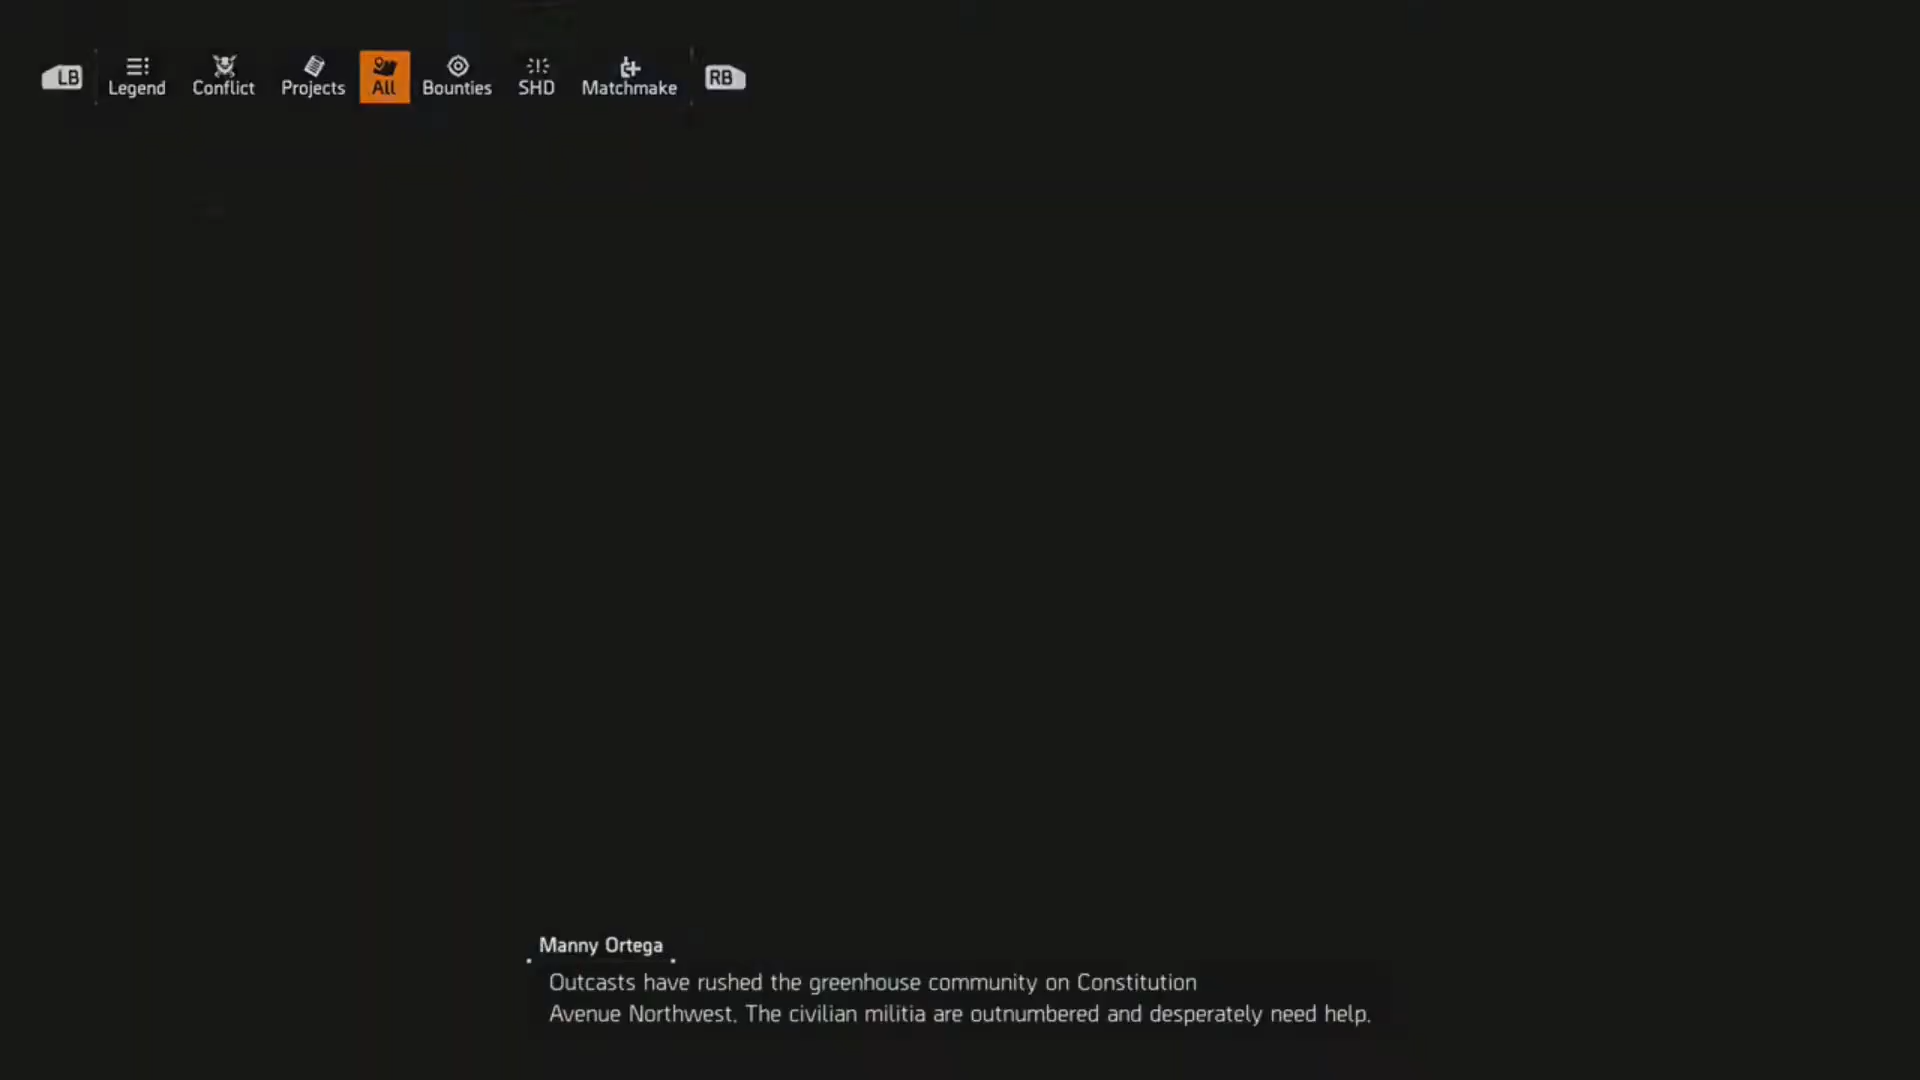 LB Legend Conflict Projects All Bounties SHD Matchmake RB
Manny Ortega
Outcasts have rushed the greenhouse community on Constitution
Avenue Northwest. The civilian militia are outnumbered and desperately need help.